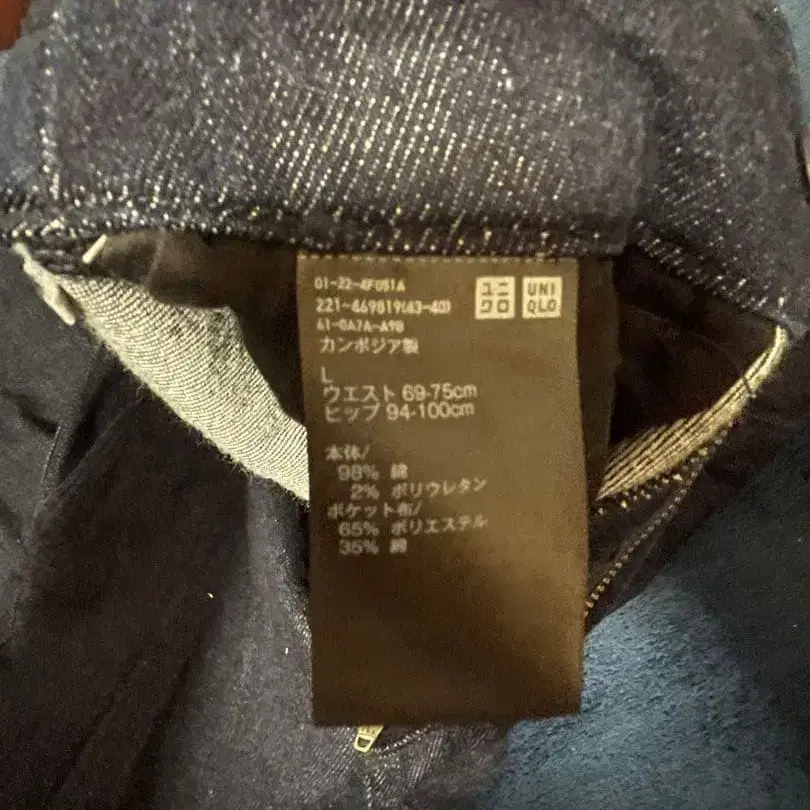 01-22-4F051A
221-469819(43-40)
61-0A7A-A90
カンボジア製
ユニ
クロ
UNI
QLO
L
ウエスト 69-75cm
ヒップ 94-100cm
本体/
98% 綿
2% ポリウレタン
ポケット布/
65% ポリエステル
35% 綿